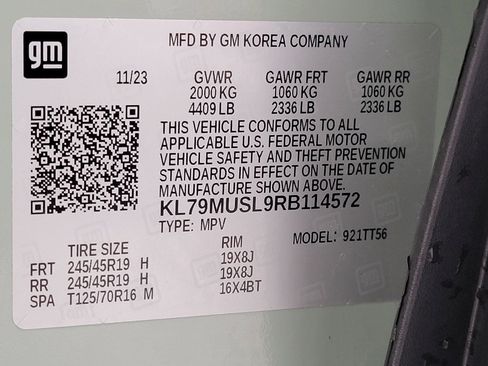 gm
MFD BY GM KOREA COMPANY
11/23 GVWR GAWR FRT GAWR RR
2000 KG 1060 KG 1060 KG
4409 LB 2336 LB 2336 LB
THIS VEHICLE CONFORMS TO ALL
APPLICABLE U.S. FEDERAL MOTOR
VEHICLE SAFETY AND THEFT PREVENTION
STANDARDS IN EFFECT ON THE DATE OF
MANUFACTURE SHOWN ABOVE.
KL79MUSL9RB114572
TYPE: MPV MODEL: 921TT56
TIRE SIZE RIM
FRT 245/45R19 H 19X8J
RR 245/45R19 H 19X8J
SPA T125/70R16 M 16X4BT